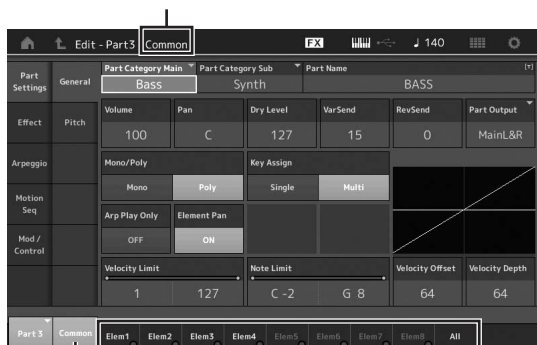 Edit - Part3 Common FX 140
Part Settings
General
Part Category Main Part Category Sub Part Name
Bass Synth BASS
Effect
Pitch
Volume Pan Dry Level VarSend RevSend Part Output
100 C 127 15 0 MainL&R
Arpeggio
Mono/Poly Key Assign
Mono Poly Single Multi
Motion Seq
Arp Play Only Element Pan
OFF ON
Mod / Control
Velocity Limit Note Limit Velocity Offset Velocity Depth
1 127 C -2 G 8 64 64
Part 3 Common Elem1 Elem2 Elem3 Elem4 Elem5 Elem6 Elem7 Elem8 All